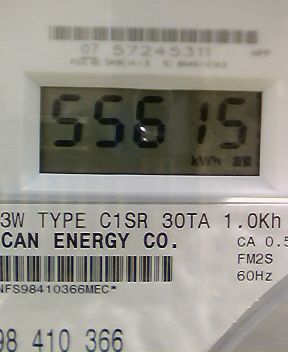 07 57245311
55615
kWh
3W TYPE C1SR 30TA 1.0Kh
CAN ENERGY CO.
CA 0.5
FM2S
60Hz
NFS98410366MEC*
98 410 366